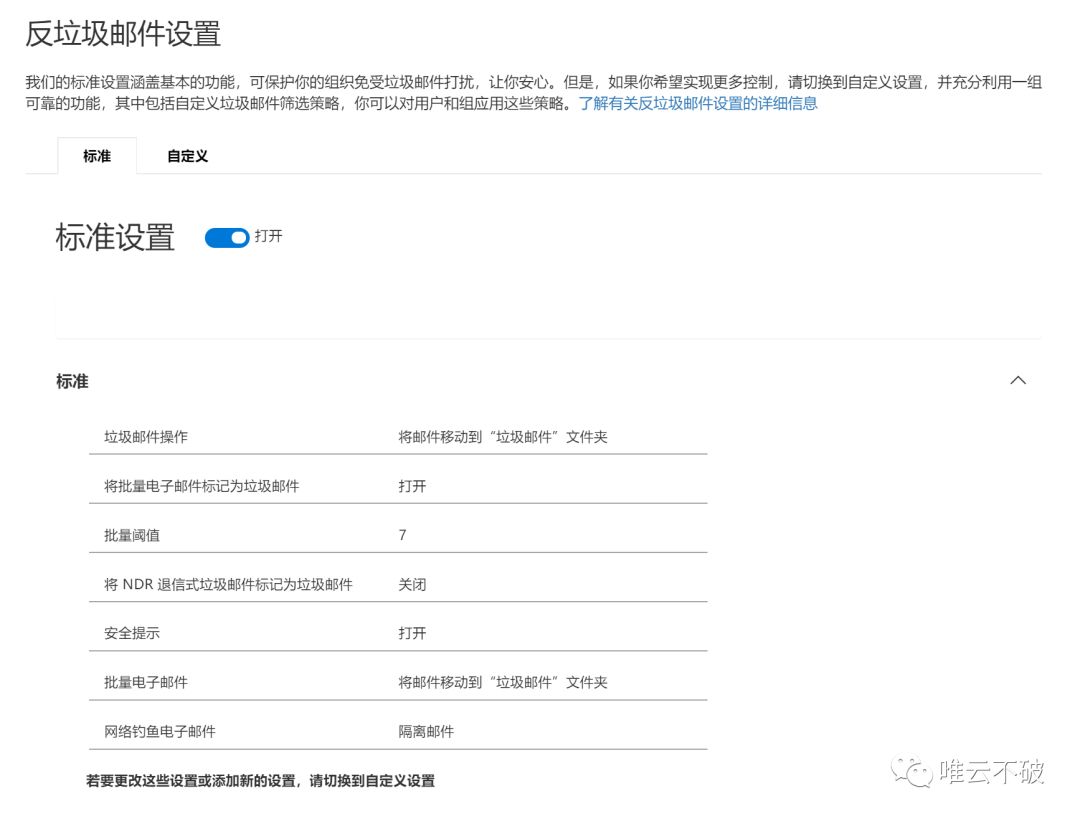 反垃圾邮件设置
我们的标准设置涵盖基本的功能，可保护你的组织免受垃圾邮件打扰，让你安心。但是，如果你希望实现更多控制，请切换到自定义设置，并充分利用一组
可靠的功能，其中包括自定义垃圾邮件筛选策略，你可以对用户和组应用这些策略。了解有关反垃圾邮件设置的详细信息
标准 自定义
标准设置 打开
标准
垃圾邮件操作 将邮件移动到“垃圾邮件”文件夹
将批量电子邮件标记为垃圾邮件 打开
批量阈值 7
将 NDR 退信式垃圾邮件标记为垃圾邮件 关闭
安全提示 打开
批量电子邮件 将邮件移动到“垃圾邮件”文件夹
网络钓鱼电子邮件 隔离邮件
若要更改这些设置或添加新的设置，请切换到自定义设置
唯云不破